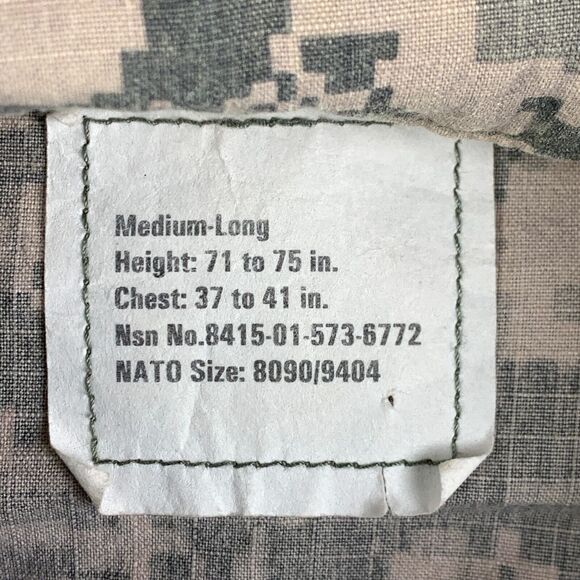 Medium-Long
Height: 71 to 75 in.
Chest: 37 to 41 in.
Nsn No.8415-01-573-6772
NATO Size: 8090/9404